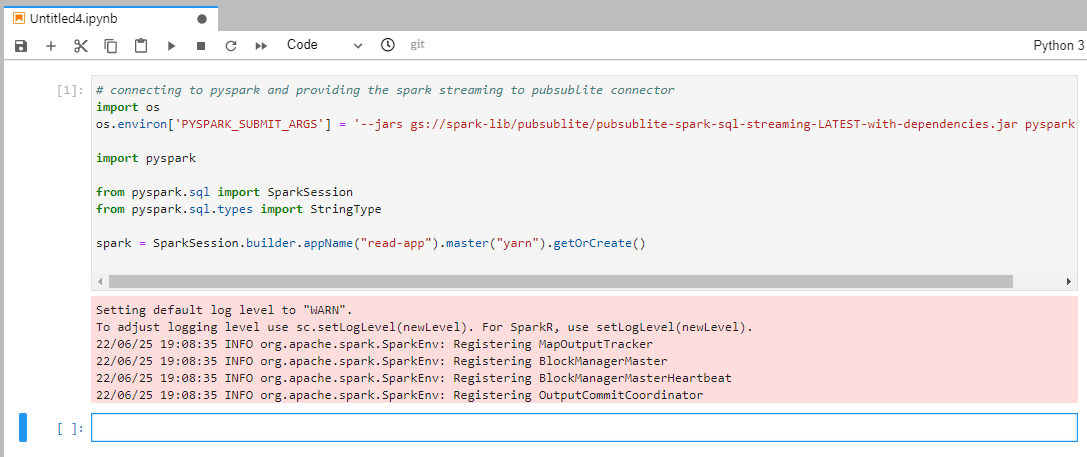 Untitled4.ipynb
Code git Python 3
[1]: # connecting to pyspark and providing the spark streaming to pubsublite connector
import os
os.environ['PYSPARK_SUBMIT_ARGS'] = '--jars gs://spark-lib/pubsublite/pubsublite-spark-sql-streaming-LATEST-with-dependencies.jar pyspark
import pyspark
from pyspark.sql import SparkSession
from pyspark.sql.types import StringType
spark = SparkSession.builder.appName("read-app").master("yarn").getOrCreate()
Setting default log level to "WARN".
To adjust logging level use sc.setLogLevel(newLevel). For SparkR, use setLogLevel(newLevel).
22/06/25 19:08:35 INFO org.apache.spark.SparkEnv: Registering MapOutputTracker
22/06/25 19:08:35 INFO org.apache.spark.SparkEnv: Registering BlockManagerMaster
22/06/25 19:08:35 INFO org.apache.spark.SparkEnv: Registering BlockManagerMasterHeartbeat
22/06/25 19:08:35 INFO org.apache.spark.SparkEnv: Registering OutputCommitCoordinator
[ ]: